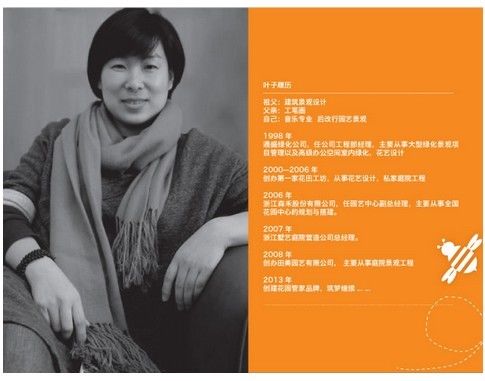 叶子履历
祖父：建筑景观设计
父亲：工笔画
自己：音乐专业 后改行园艺景观
1998 年
鼎盛绿化公司，任公司工程部经理，主要从事大型绿化景观项
目管理以及高级办公空间室内绿化，花艺设计
2000—2006 年
创办第一家花田工坊，从事花艺设计，私家庭院工程
2006 年
浙江森禾股份有限公司，任园艺中心副总经理，主要从事全国
花园中心的规划与搭建。
2007 年
浙江墅艺庭院营造公司总经理。
2008 年
创办田美园艺有限公司， 主要从事庭院景观工程
2013 年
创建花园管家品牌，筑梦继续 ... ...